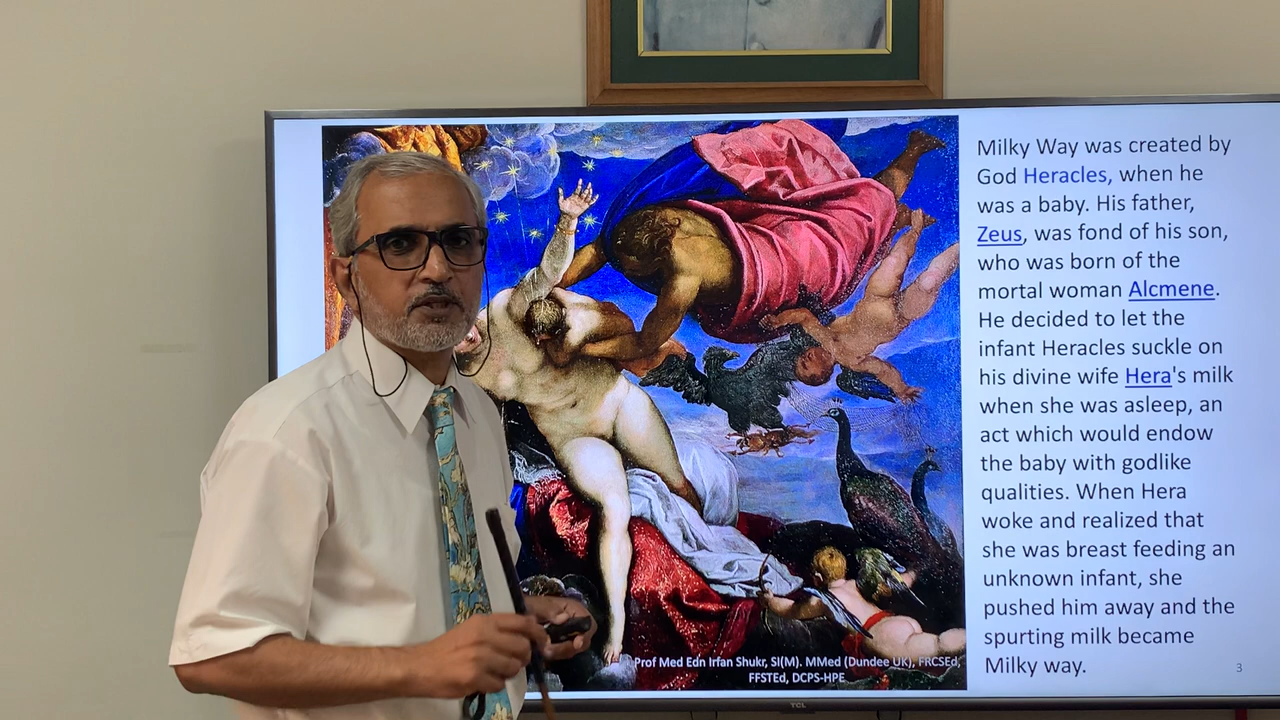 Milky Way was created by
God Heracles, when he
was a baby. His father,
Zeus, was fond of his son,
who was born of the
mortal woman Alcmene.
He decided to let the
infant Heracles suckle on
his divine wife Hera's milk
when she was asleep, an
act which would endow
the baby with godlike
qualities. When Hera
woke and realized that
she was breast feeding an
unknown infant, she
pushed him away and the
spurting milk became
Milky way.
Prof Med Edn Irfan Shukr, SI(M). MMed (Dundee UK), FRCSEd,
FFSTEd, DCPS-HPE
3
TCL